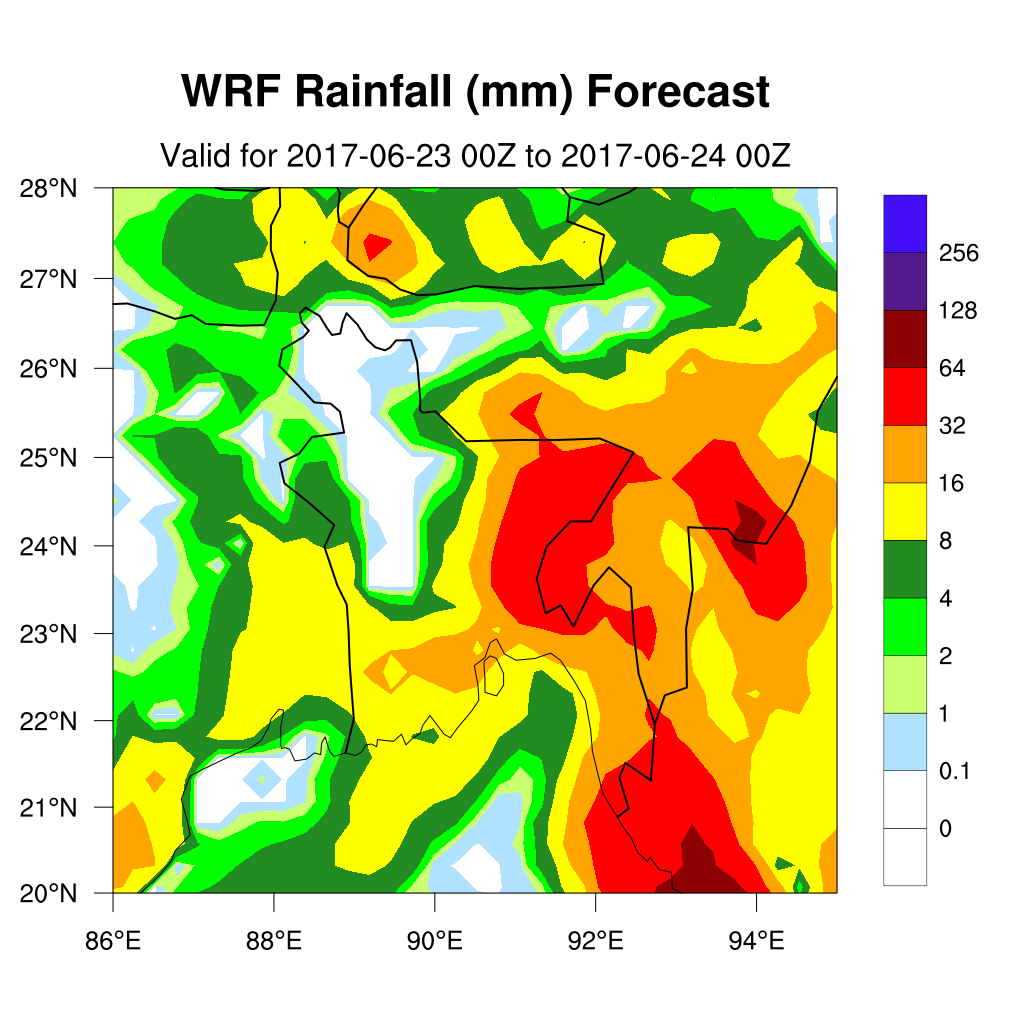 WRF Rainfall (mm) Forecast
Valid for 2017-06-23 00Z to 2017-06-24 00Z
28°N
27°N
26°N
25°N
24°N
23°N
22°N
21°N
20°N
86°E 88°E 90°E 92°E 94°E
256
128
64
32
16
8
4
2
1
0.1
0